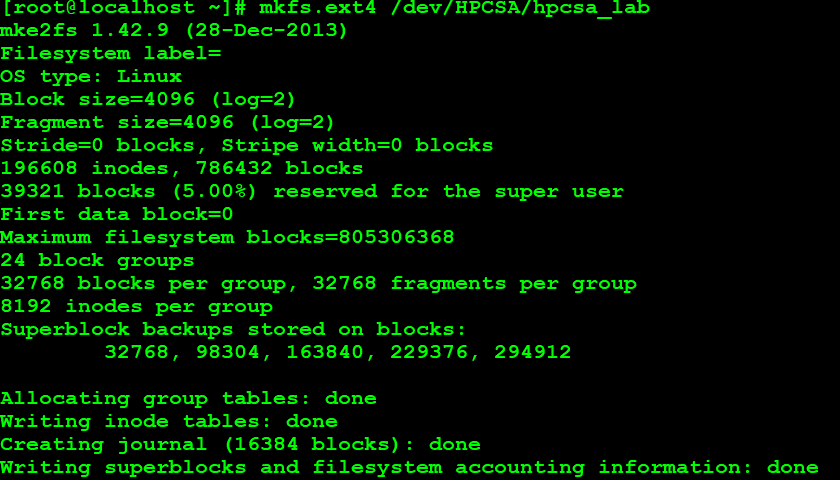 [root@localhost ~]# mkfs.ext4 /dev/HPCSA/hpcsa_lab
mke2fs 1.42.9 (28-Dec-2013)
Filesystem label=
OS type: Linux
Block size=4096 (log=2)
Fragment size=4096 (log=2)
Stride=0 blocks, Stripe width=0 blocks
196608 inodes, 786432 blocks
39321 blocks (5.00%) reserved for the super user
First data block=0
Maximum filesystem blocks=805306368
24 block groups
32768 blocks per group, 32768 fragments per group
8192 inodes per group
Superblock backups stored on blocks:
        32768, 98304, 163840, 229376, 294912
Allocating group tables: done
Writing inode tables: done
Creating journal (16384 blocks): done
Writing superblocks and filesystem accounting information: done